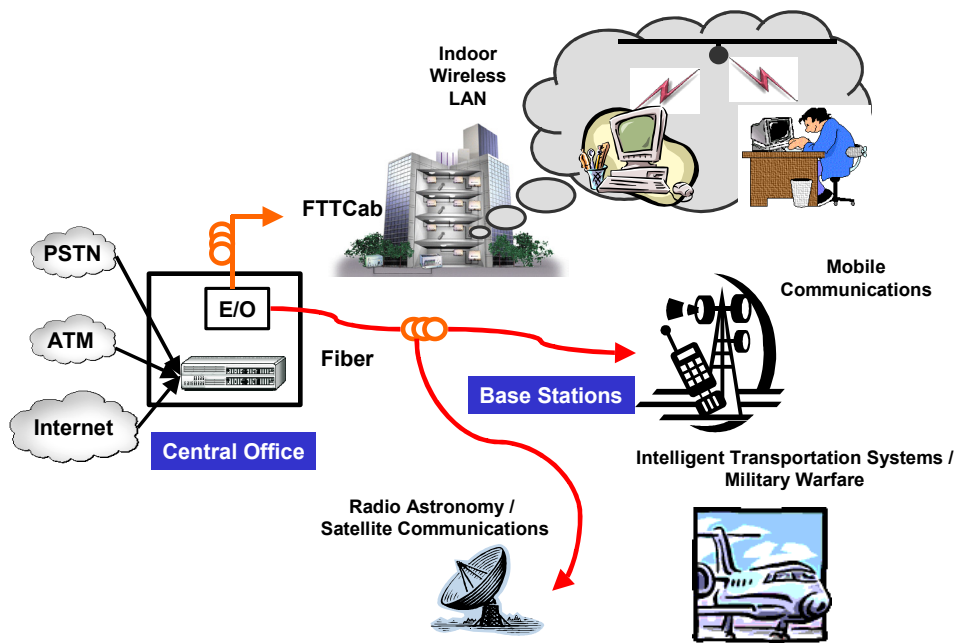 Indoor
Wireless
LAN
FTTCab
PSTN
E/O
Mobile
Communications
ATM
Fiber
Base Stations
Internet
Central Office
Intelligent Transportation Systems /
Military Warfare
Radio Astronomy /
Satellite Communications